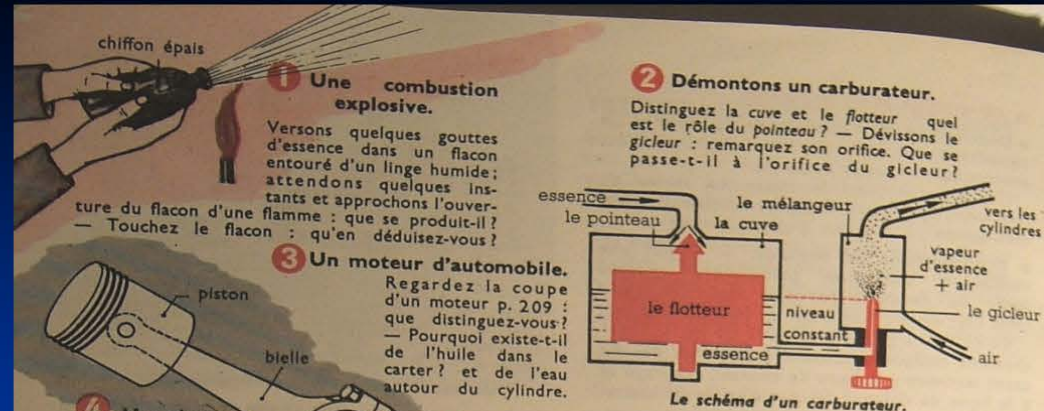 chiffon épais
1 Une combustion
explosive.
Versons quelques gouttes
d'essence dans un flacon
entouré d'un linge humide;
attendons quelques ins-
tants et approchons l'ouver-
ture du flacon d'une flamme : que se produit-il ?
— Touchez le flacon : qu'en déduisez-vous ?
2 Démontons un carburateur.
Distinguez la cuve et le flotteur quel
est le rôle du pointeau ? — Dévissons le
gicleur : remarquez son orifice. Que se
passe-t-il à l'orifice du gicleur?
essence
le pointeau
la cuve
le mélangeur
vers les
cylindres
vapeur
d'essence
+ air
le flotteur
niveau
constant
le gicleur
essence
air
Le schéma d'un carburateur.
3 Un moteur d'automobile.
Regardez la coupe
d'un moteur p. 209 :
que distinguez-vous ?
— Pourquoi existe-t-il
de l'huile dans le
carter ? et de l'eau
autour du cylindre.
piston
bielle
4